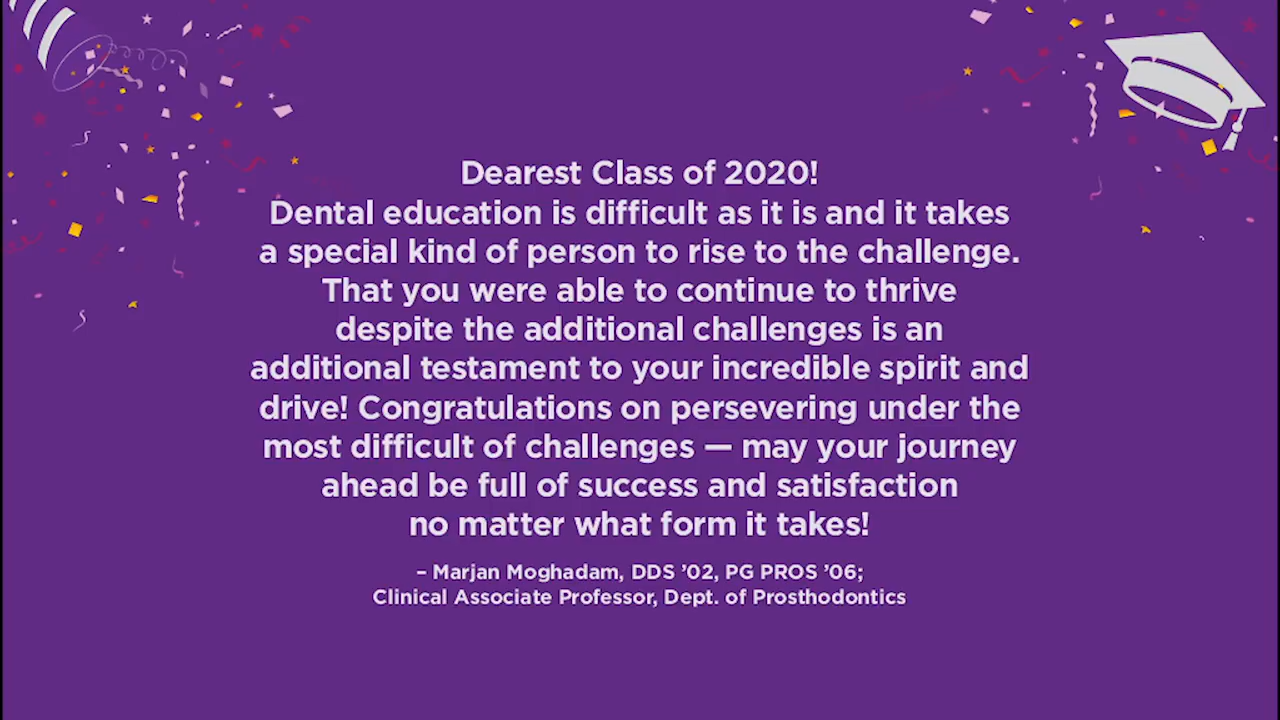 Dearest Class of 2020!
Dental education is difficult as it is and it takes
a special kind of person to rise to the challenge.
That you were able to continue to thrive
despite the additional challenges is an
additional testament to your incredible spirit and
drive! Congratulations on persevering under the
most difficult of challenges — may your journey
ahead be full of success and satisfaction
no matter what form it takes!
– Marjan Moghadam, DDS ’02, PG PROS ’06;
Clinical Associate Professor, Dept. of Prosthodontics